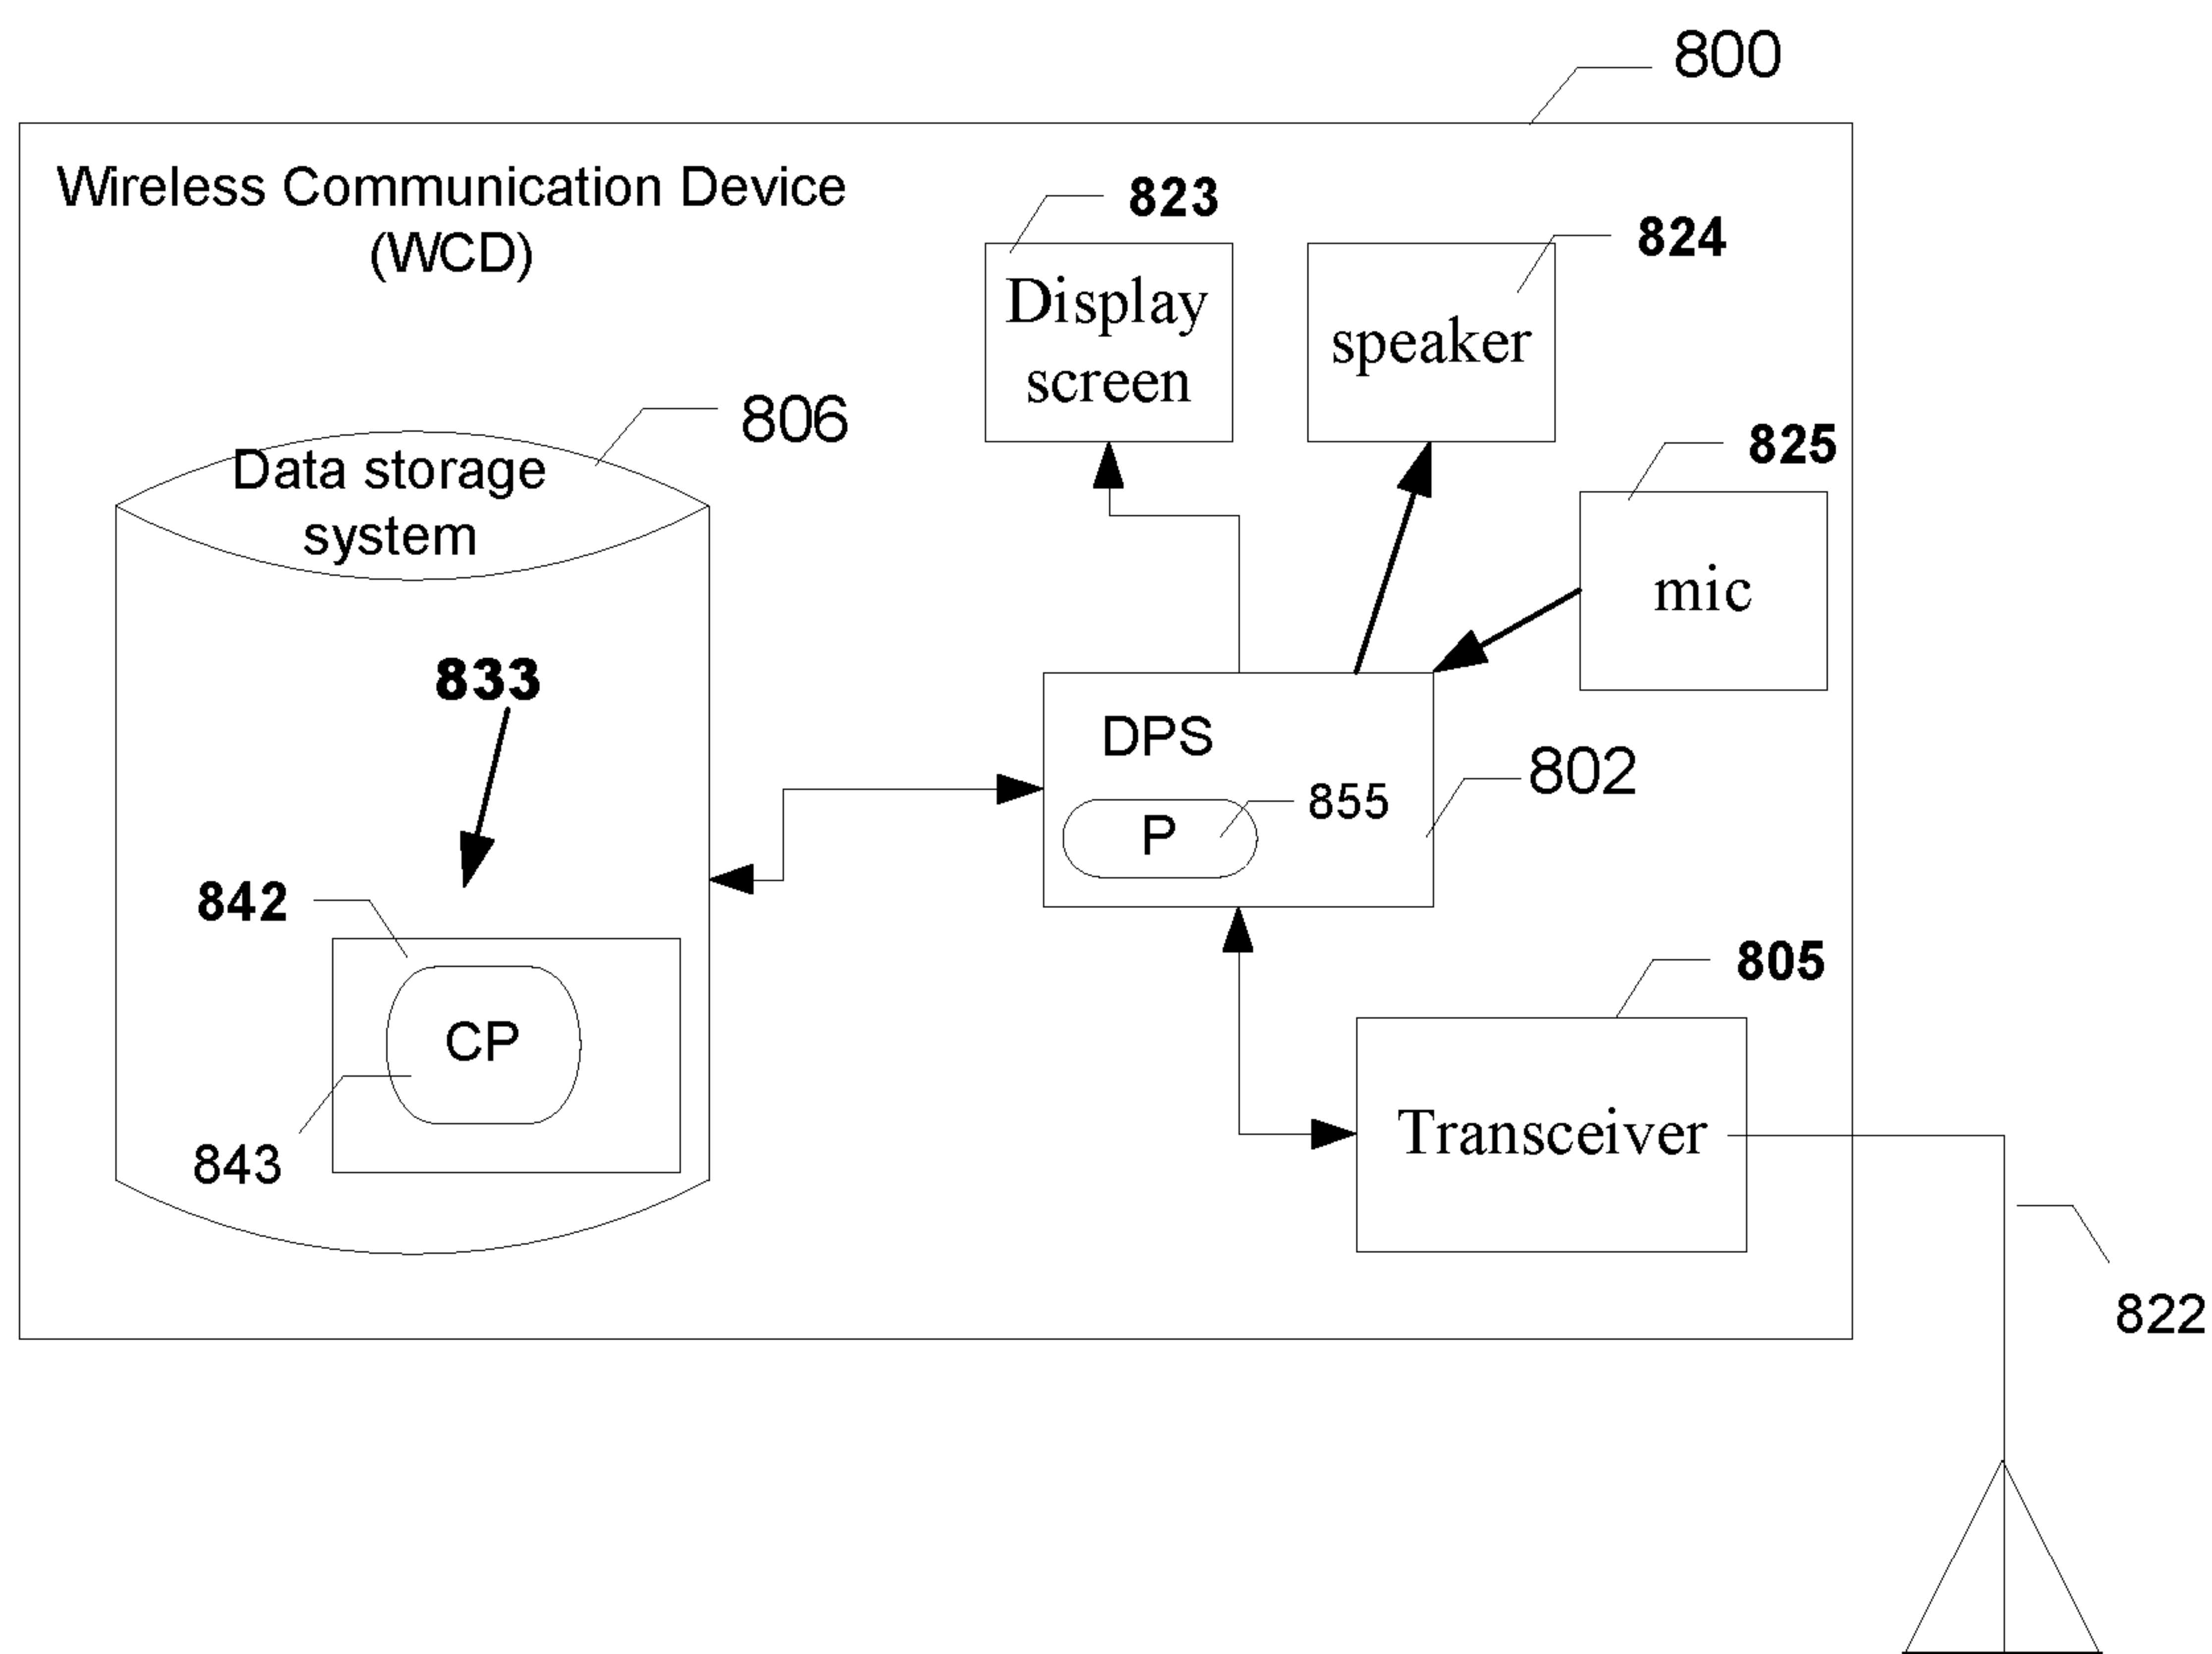 800
Wireless Communication Device
(WCD)
823
824
Display
screen
speaker
806
825
Data storage
system
mic
833
DPS
802
855
P
842
805
CP
Transceiver
843
822